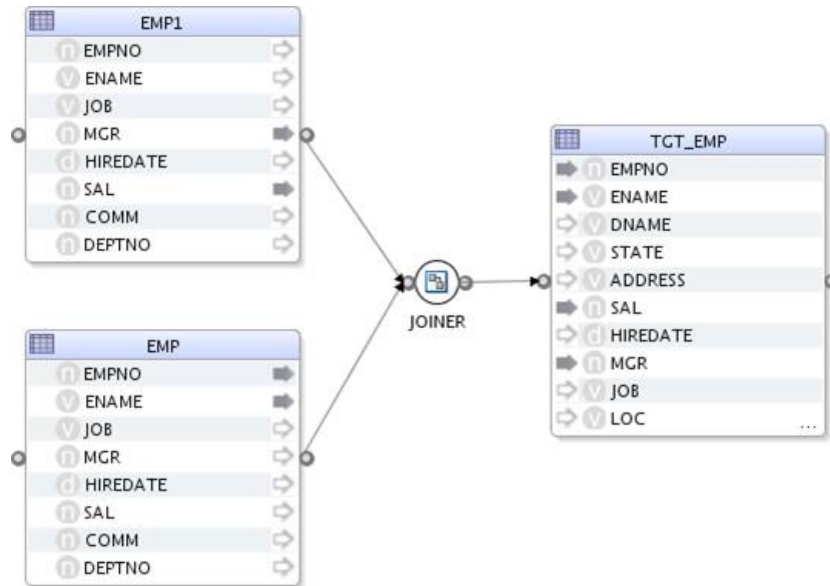 EMP1
n EMPNO
v ENAME
v JOB
n MGR
d HIREDATE
n SAL
n COMM
n DEPTNO
EMP
n EMPNO
v ENAME
v JOB
n MGR
d HIREDATE
n SAL
n COMM
n DEPTNO
JOINER
TGT_EMP
n EMPNO
v ENAME
v DNAME
v STATE
v ADDRESS
n SAL
d HIREDATE
n MGR
v JOB
v LOC
...